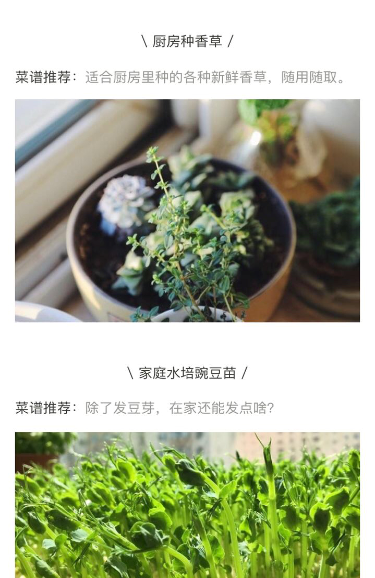 \ 厨房种香草 /
菜谱推荐：适合厨房里种的各种新鲜香草，随用随取。
\ 家庭水培豌豆苗 /
菜谱推荐：除了发豆芽，在家还能发点啥？